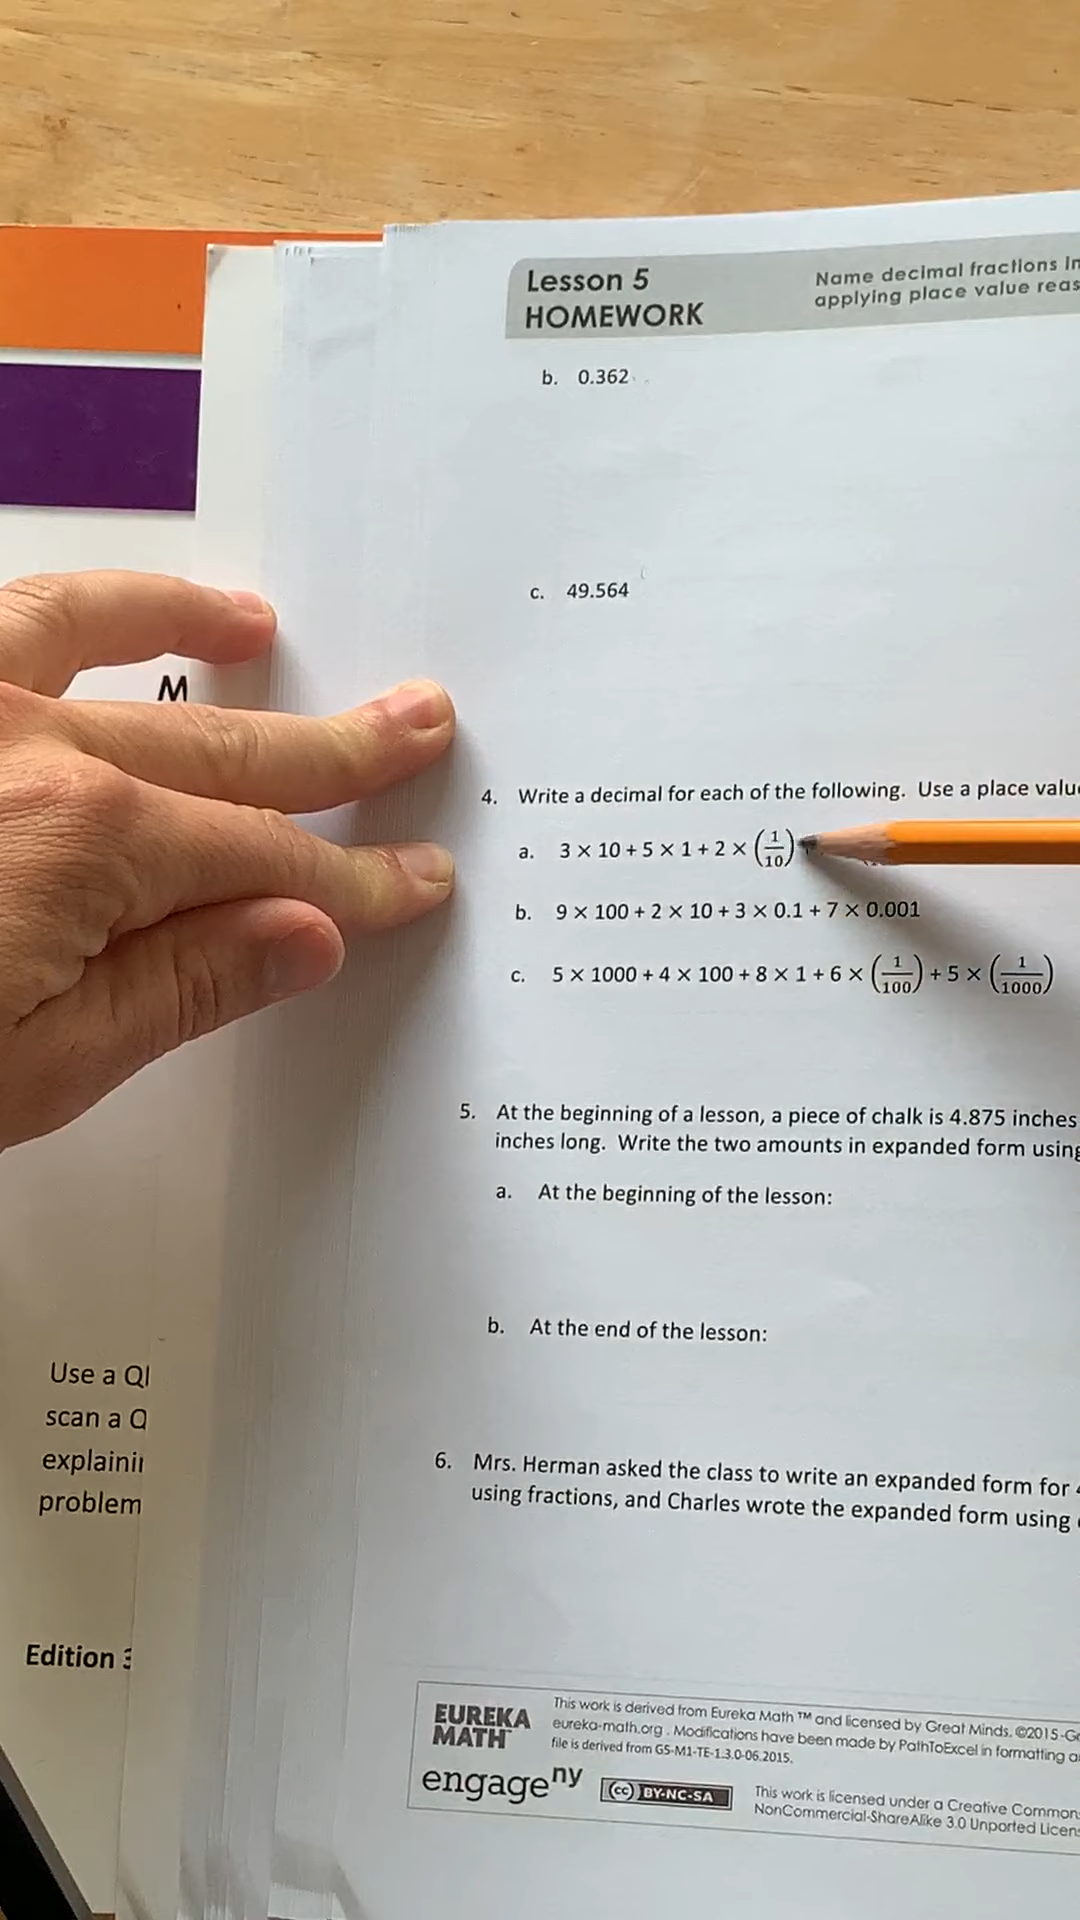 Lesson 5
HOMEWORK
Name decimal fractions in
applying place value reas
b. 0.362
c. 49.564
M
4. Write a decimal for each of the following. Use a place valu
a. 3 × 10 + 5 × 1 + 2 × (1/10)
b. 9 × 100 + 2 × 10 + 3 × 0.1 + 7 × 0.001
c. 5 × 1000 + 4 × 100 + 8 × 1 + 6 × (1/100) + 5 × (1/1000)
5. At the beginning of a lesson, a piece of chalk is 4.875 inches
inches long. Write the two amounts in expanded form using
a. At the beginning of the lesson:
b. At the end of the lesson:
Use a Q
scan a Q
explaini
problem
6. Mrs. Herman asked the class to write an expanded form for
using fractions, and Charles wrote the expanded form using
Edition 3
EUREKA
MATH
This work is derived from Eureka Math ™ and licensed by Great Minds. ©2015-G
eureka-math.org . Modifications have been made by PathToExcel in formatting a
file is derived from G5-M1-TE-1.3.0-06.2015.
engage ny
cc BY-NC-SA
This work is licensed under a Creative Common
NonCommercial-ShareAlike 3.0 Unported Licen